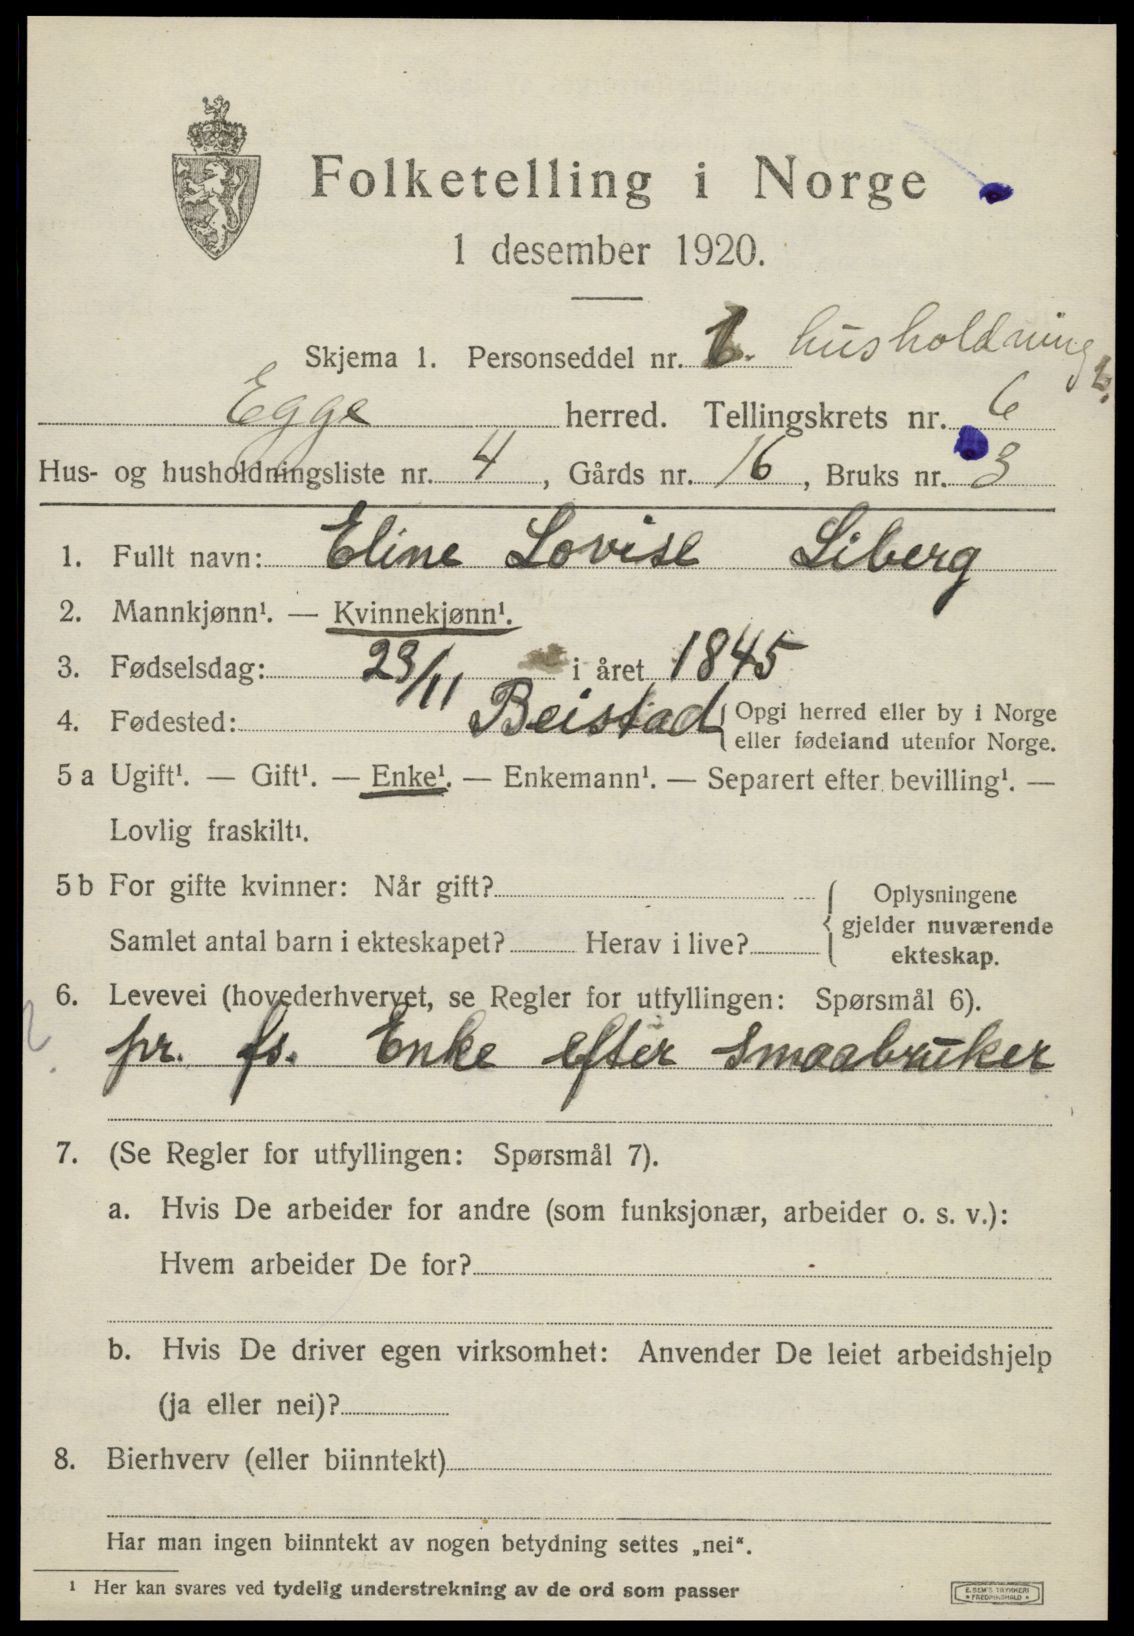 Folketelling i Norge
1 desember 1920.
Skjema 1. Personseddel nr. 1. husholdning 2.
Egge herred. Tellingskrets nr. 6
Hus- og husholdningsliste nr. 4, Gårds nr. 16, Bruks nr. 3
1. Fullt navn: Eline Lovise Liberg
2. Mannkjønn¹. — Kvinnekjønn¹.
3. Fødselsdag: 23/11 i året 1845
4. Fødested: Beistad {Opgi herred eller by i Norge
eller fødeland utenfor Norge.
5 a Ugift¹. — Gift¹. — Enke¹. — Enkemann¹. — Separert efter bevilling¹. —
Lovlig fraskilt¹.
5 b For gifte kvinner: Når gift? { Oplysningene
gjelder nuværende
Samlet antal barn i ekteskapet? Herav i live?
ekteskap.
6. Levevei (hovederhvervet, se Regler for utfyllingen: Spørsmål 6).
pr. fs. Enke efter Smaabruker
7. (Se Regler for utfyllingen: Spørsmål 7).
a. Hvis De arbeider for andre (som funksjonær, arbeider o. s. v.):
Hvem arbeider De for?
b. Hvis De driver egen virksomhet: Anvender De leiet arbeidshjelp
(ja eller nei)?
8. Bierhverv (eller biinntekt)
Har man ingen biinntekt av nogen betydning settes „nei“.
¹ Her kan svares ved tydelig understrekning av de ord som passer
E. SEM'S TRYKKERI
* FREDRIKSHALD *